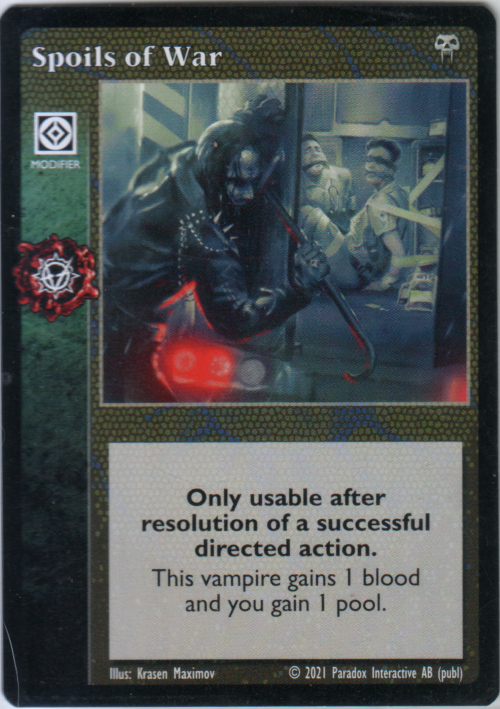 Spoils of War
MODIFIER
Only usable after
resolution of a successful
directed action.
This vampire gains 1 blood
and you gain 1 pool.
Illus: Krasen Maximov © 2021 Paradox Interactive AB (publ)